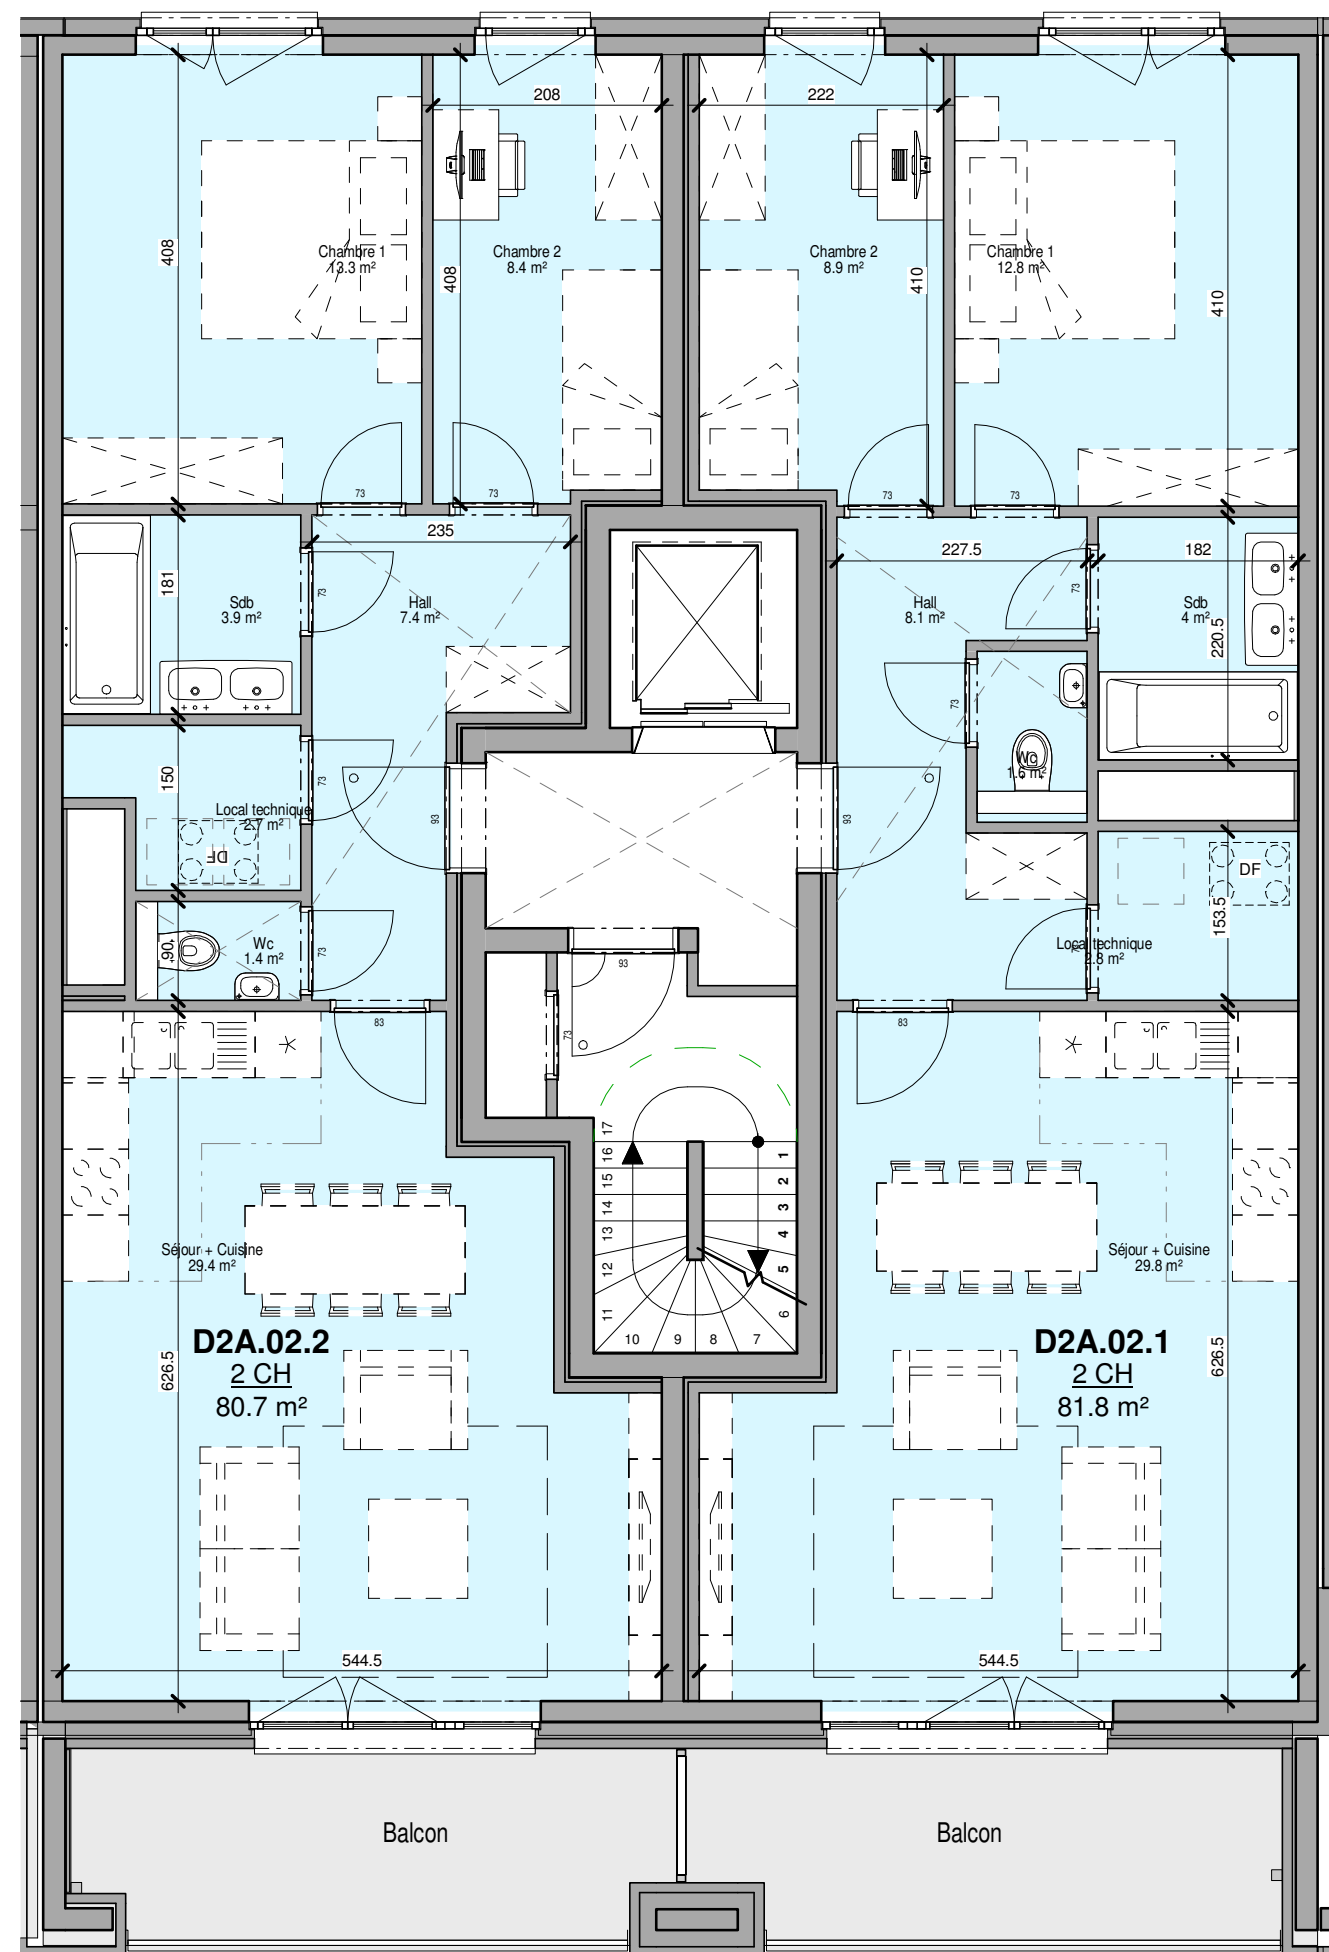 208
222
408
Chambre 1
13.3 m²
408
Chambre 2
8.4 m²
Chambre 2
8.9 m²
410
Chambre 1
12.8 m²
410
73
73
73
73
235
227.5
182
181
Sdb
3.9 m²
73
Hall
7.4 m²
Hall
8.1 m²
73
Sdb
4 m²
220.5
73
Wc
1.6 m²
150
73
Local technique
2.7 m²
DF
93
93
DF
153.5
90
Wc
1.4 m²
73
93
Local technique
2.8 m²
73
83
73
83
17
16
15
14
13
12
11
10
9
8
7
6
5
4
3
2
1
Séjour + Cuisine
29.4 m²
Séjour + Cuisine
29.8 m²
D2A.02.2
2 CH
80.7 m²
626.5
D2A.02.1
2 CH
81.8 m²
626.5
544.5
544.5
Balcon
Balcon